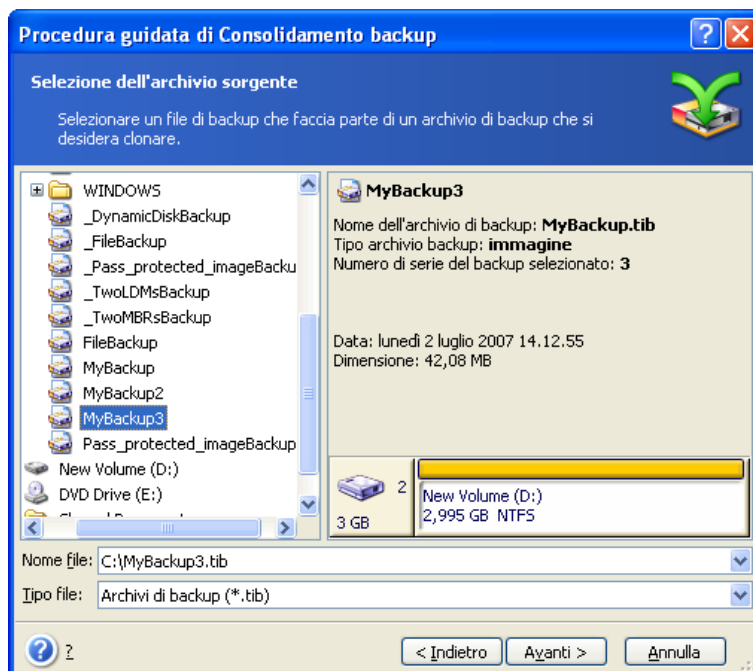 Procedura guidata di Consolidamento backup
Selezione dell'archivio sorgente
Selezionare un file di backup che faccia parte di un archivio di backup che si
desidera clonare.
WINDOWS
_DynamicDiskBackup
_FileBackup
_Pass_protected_imageBacku
_TwoLDMsBackup
_TwoMBRsBackup
FileBackup
MyBackup
MyBackup2
MyBackup3
Pass_protected_imageBackup
New Volume (D:)
DVD Drive (E:)
MyBackup3
Nome dell'archivio di backup: MyBackup.tib
Tipo archivio backup: immagine
Numero di serie del backup selezionato: 3
Data: lunedì 2 luglio 2007 14.12.55
Dimensione: 42,08 MB
2
3 GB
New Volume (D:)
2,995 GB NTFS
Nome file: C:\MyBackup3.tib
Tipo file: Archivi di backup (*.tib)
?
< Indietro
Avanti >
Annulla